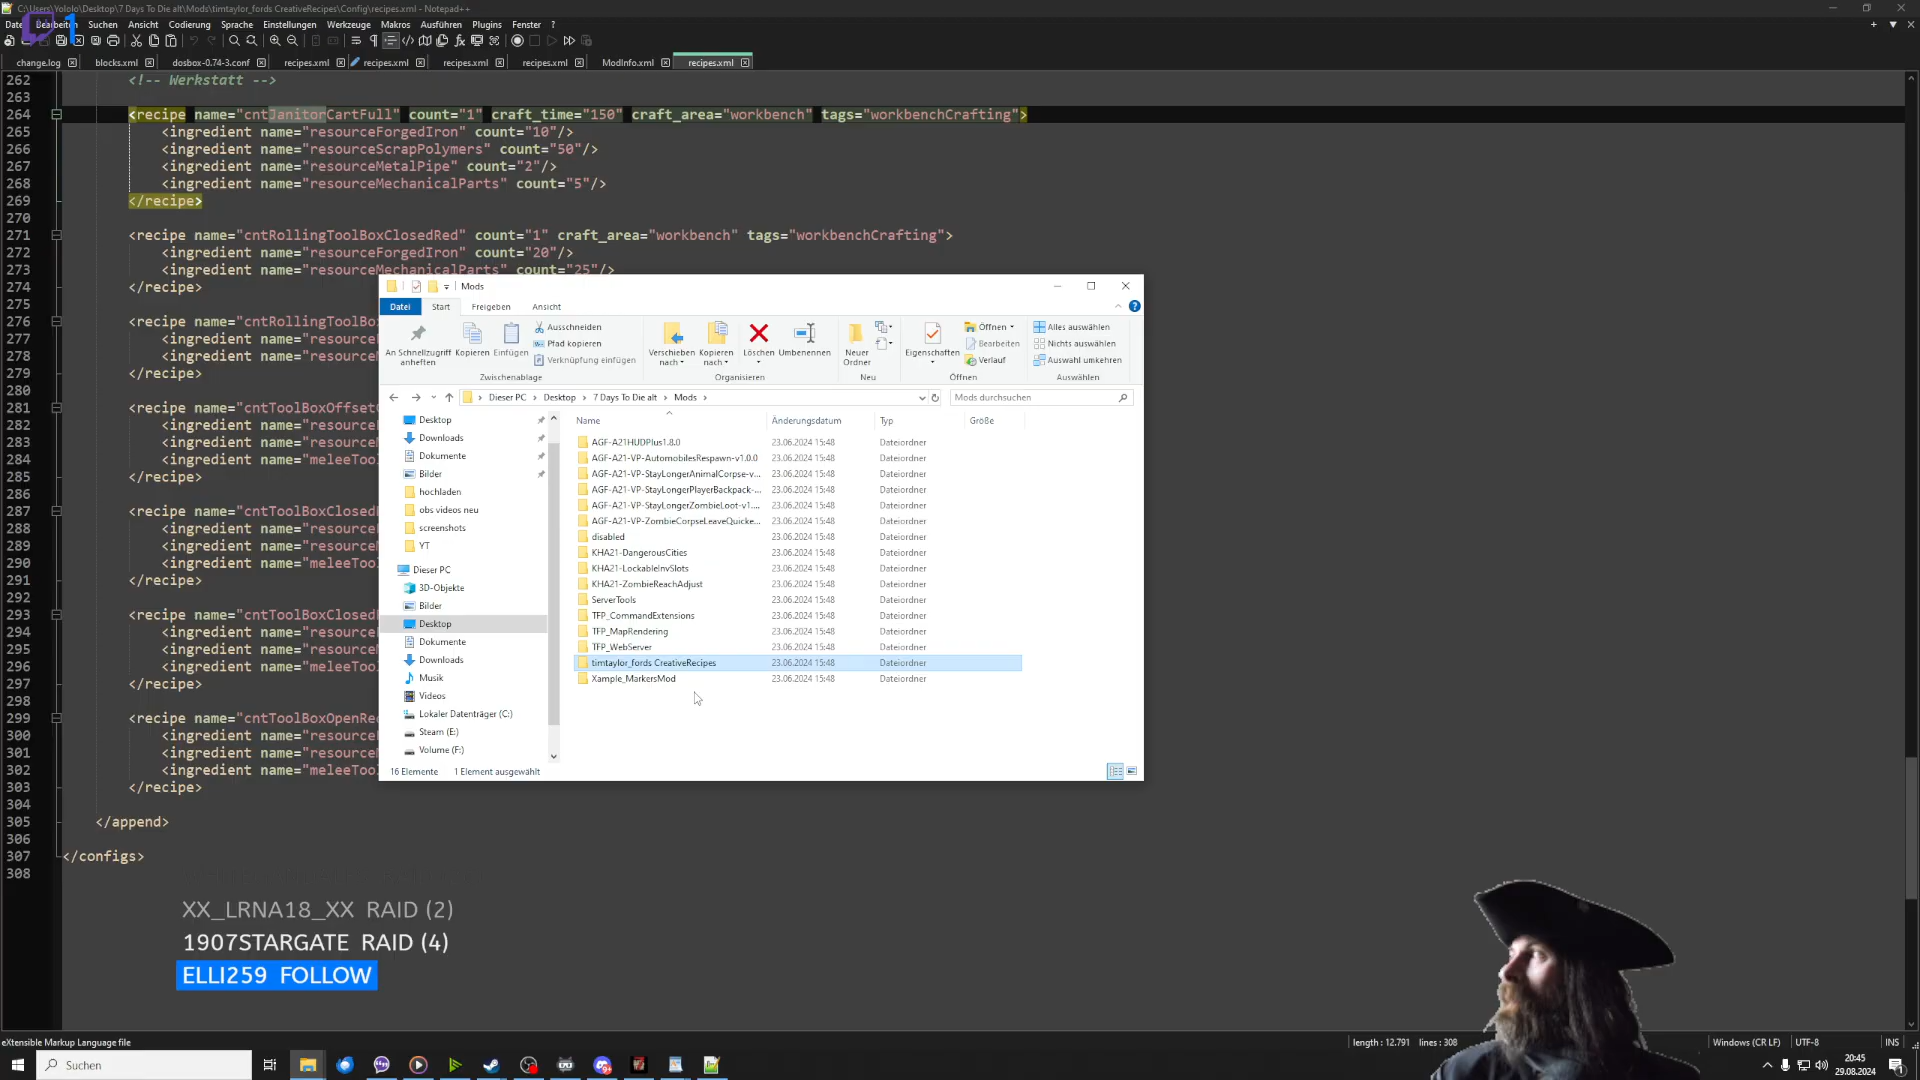 C:\Users\Yololo\Desktop\7 Days To Die alt\Mods\timtaylor_fords CreativeRecipes\Config\recipes.xml - Notepad++
Datei Bearbeiten Suchen Ansicht Codierung Sprache Einstellungen Werkzeuge Makros Ausführen Plugins Fenster ?
1
change.log blocks.xml dosbox-0.74-3.conf recipes.xml recipes.xml recipes.xml recipes.xml ModInfo.xml recipes.xml
262 <!-- Werkstatt -->
263
264 <recipe name="cntJanitorCartFull" count="1" craft_time="150" craft_area="workbench" tags="workbenchCrafting">
265 <ingredient name="resourceForgedIron" count="10"/>
266 <ingredient name="resourceScrapPolymers" count="50"/>
267 <ingredient name="resourceMetalPipe" count="2"/>
268 <ingredient name="resourceMechanicalParts" count="5"/>
269 </recipe>
270
271 <recipe name="cntRollingToolBoxClosedRed" count="1" craft_area="workbench" tags="workbenchCrafting">
272 <ingredient name="resourceForgedIron" count="20"/>
273 <ingredient name="resourceMechanicalParts" count="25"/>
274 </recipe>
275
276 <recipe name="cntRollingToolBo
277 <ingredient name="resource
278 <ingredient name="resource
279 </recipe>
280
281 <recipe name="cntToolBoxOffset
282 <ingredient name="resource
283 <ingredient name="resource
284 <ingredient name="meleeToo
285 </recipe>
286
287 <recipe name="cntToolBoxClosed
288 <ingredient name="resource
289 <ingredient name="resource
290 <ingredient name="meleeToo
291 </recipe>
292
293 <recipe name="cntToolBoxClosed
294 <ingredient name="resource
295 <ingredient name="resource
296 <ingredient name="meleeToo
297 </recipe>
298
299 <recipe name="cntToolBoxOpenRe
300 <ingredient name="resource
301 <ingredient name="resource
302 <ingredient name="meleeToo
303 </recipe>
304
305 </append>
306
307 </configs>
308
Mods
Datei Start Freigeben Ansicht
An Schnellzugriff anheften
Kopieren
Einfügen
Ausschneiden
Pfad kopieren
Verknüpfung einfügen
Zwischenablage
Verschieben nach
Kopieren nach
Löschen
Umbenennen
Organisieren
Neuer Ordner
Neu
Eigenschaften
Öffnen
Bearbeiten
Verlauf
Öffnen
Alles auswählen
Nichts auswählen
Auswahl umkehren
Auswählen
Dieser PC > Desktop > 7 Days To Die alt > Mods >
Mods durchsuchen
Desktop
Downloads
Dokumente
Bilder
hochladen
obs videos neu
screenshots
YT
Dieser PC
3D-Objekte
Bilder
Desktop
Dokumente
Downloads
Musik
Videos
Lokaler Datenträger (C:)
Steam (E:)
Volume (F:)
Name Änderungsdatum Typ Größe
AGF-A21HUDPlus1.8.0 23.06.2024 15:48 Dateiordner
AGF-A21-VP-AutomobilesRespawn-v1.0.0 23.06.2024 15:48 Dateiordner
AGF-A21-VP-StayLongerAnimalCorpse-v... 23.06.2024 15:48 Dateiordner
AGF-A21-VP-StayLongerPlayerBackpack-... 23.06.2024 15:48 Dateiordner
AGF-A21-VP-StayLongerZombieLoot-v1.... 23.06.2024 15:48 Dateiordner
AGF-A21-VP-ZombieCorpseLeaveQuicke... 23.06.2024 15:48 Dateiordner
disabled 23.06.2024 15:48 Dateiordner
KHA21-DangerousCities 23.06.2024 15:48 Dateiordner
KHA21-LockableInvSlots 23.06.2024 15:48 Dateiordner
KHA21-ZombieReachAdjust 23.06.2024 15:48 Dateiordner
ServerTools 23.06.2024 15:48 Dateiordner
TFP_CommandExtensions 23.06.2024 15:48 Dateiordner
TFP_MapRendering 23.06.2024 15:48 Dateiordner
TFP_WebServer 23.06.2024 15:48 Dateiordner
timtaylor_fords CreativeRecipes 23.06.2024 15:48 Dateiordner
Xample_MarkersMod 23.06.2024 15:48 Dateiordner
16 Elemente 1 Element ausgewählt
XX_LRNA18_XX RAID (2)
1907STARGATE RAID (4)
ELLI259 FOLLOW
eXtensible Markup Language file length : 12.791 lines : 308 Windows (CR LF) UTF-8 INS
Suchen
20:45
29.08.2024